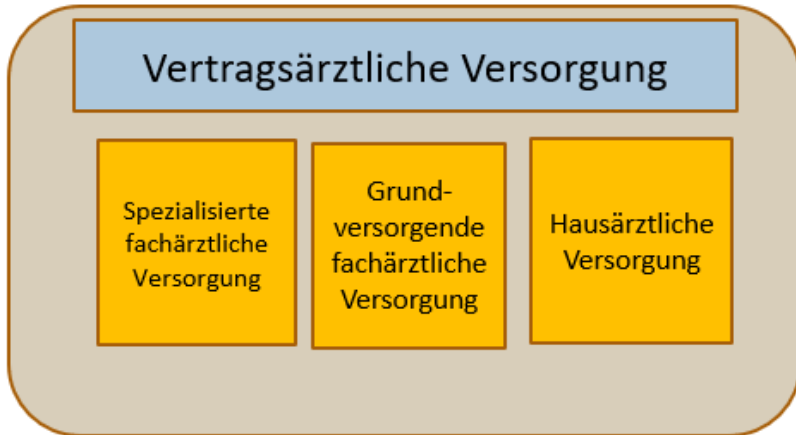 Vertragsärztliche Versorgung
Spezialisierte
fachärztliche
Versorgung
Grund-
versorgende
fachärztliche
Versorgung
Hausärztliche
Versorgung